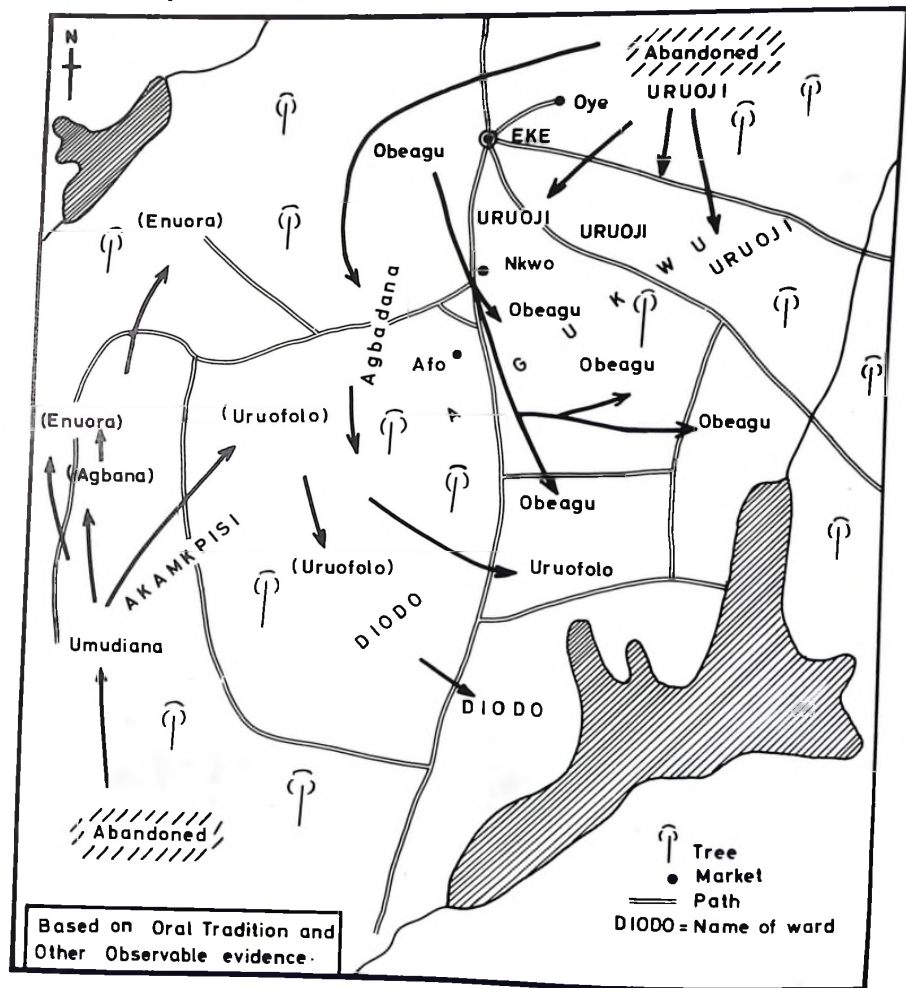 N
Abandoned
URUOJI
Oye
EKE
Obeagu
(Enuora)
URUOJI
URUOJI
URUOJI
Nkwo
Agbadana
Obeagu
AGUKWU
Afo
Obeagu
(Enuora)
(Uruofolo)
Obeagu
(Agbana)
Obeagu
AKAMKPISI
(Uruofolo)
Uruofolo
DIODO
Umudiana
DIODO
Abandoned
Tree
Market
Path
DIODO = Name of ward
Based on Oral Tradition and
Other Observable evidence.